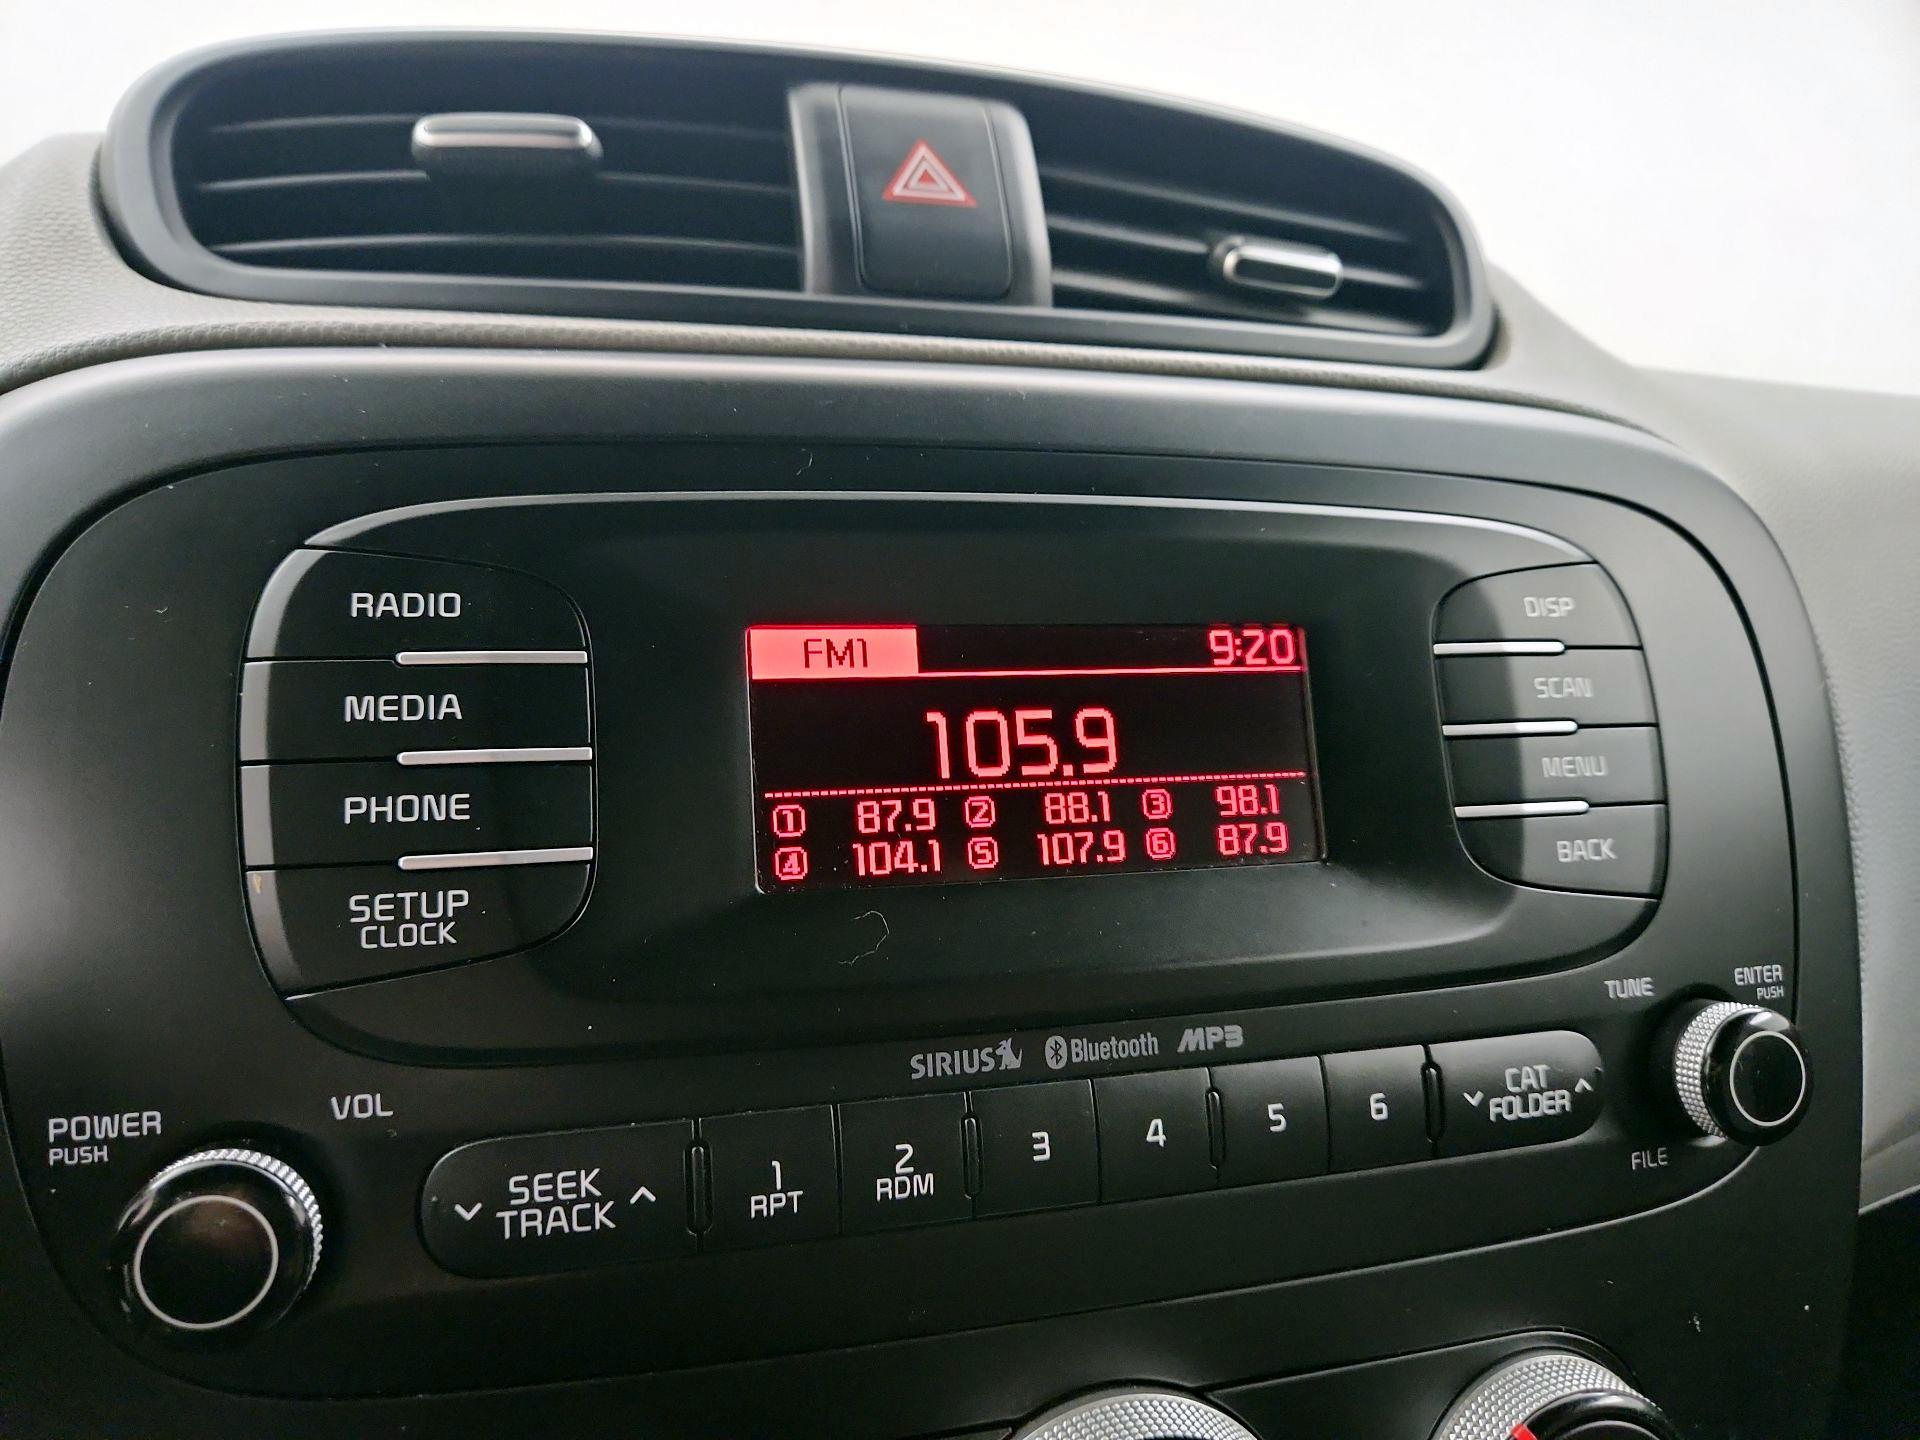 RADIO
MEDIA
PHONE
SETUP
CLOCK
FM1 9:20
105.9
1 87.9 2 88.1 3 98.1
4 104.1 5 107.9 6 87.9
DISP
SCAN
MENU
BACK
TUNE
ENTER
PUSH
SIRIUS Bluetooth MP3
POWER
PUSH
VOL
SEEK
TRACK
1
RPT
2
RDM
3
4
5
6
CAT
FOLDER
FILE